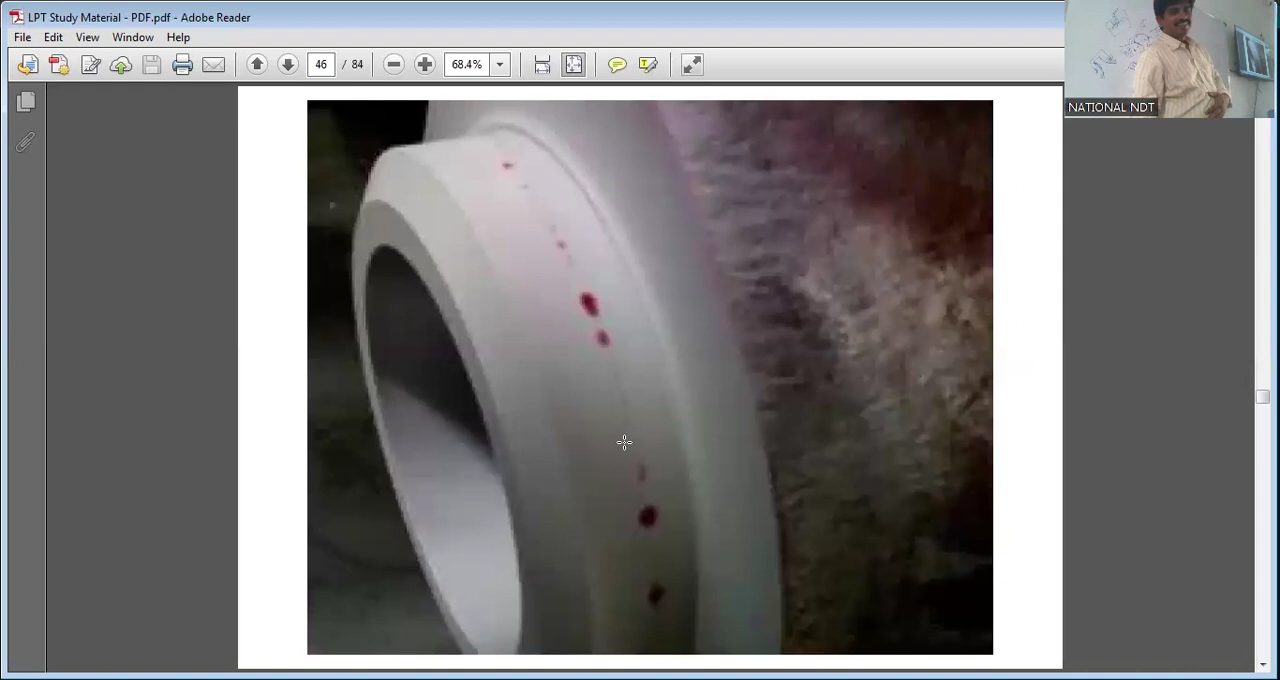 LPT Study Material - PDF.pdf - Adobe Reader
File Edit View Window Help
46 / 84 68.4%
NATIONAL NDT